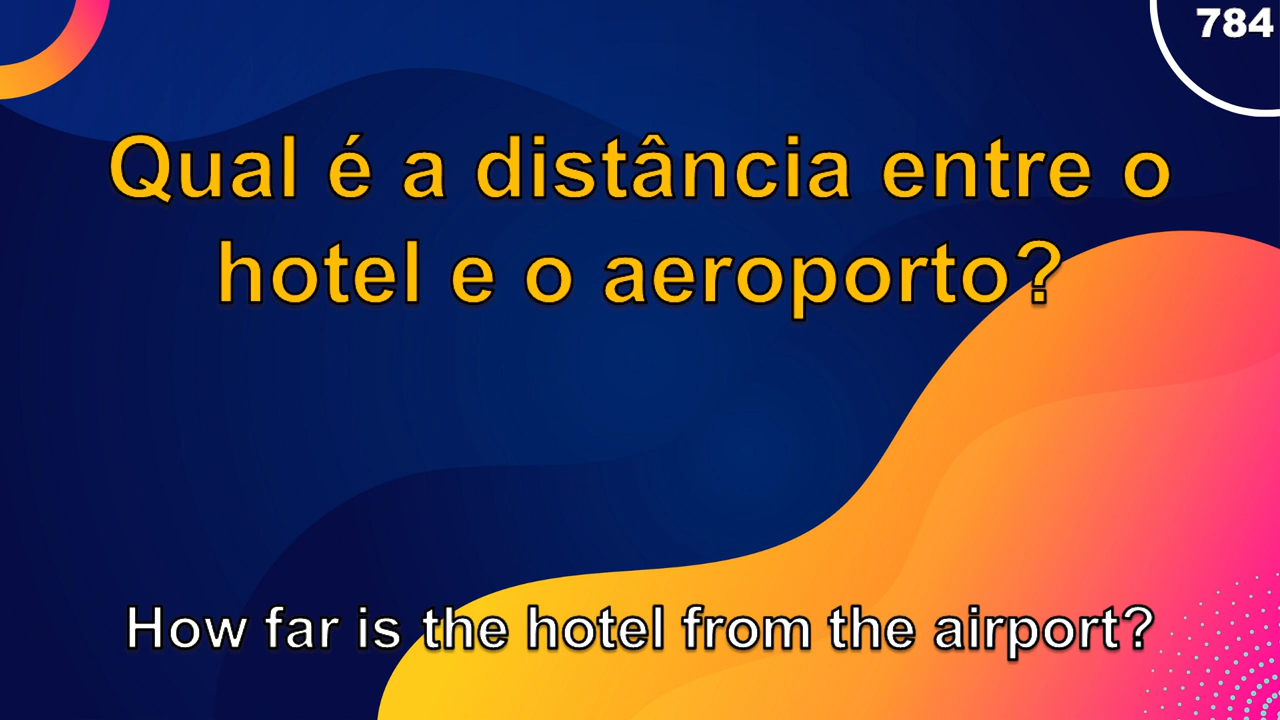 784
Qual é a distância entre o
hotel e o aeroporto?
How far is the hotel from the airport?